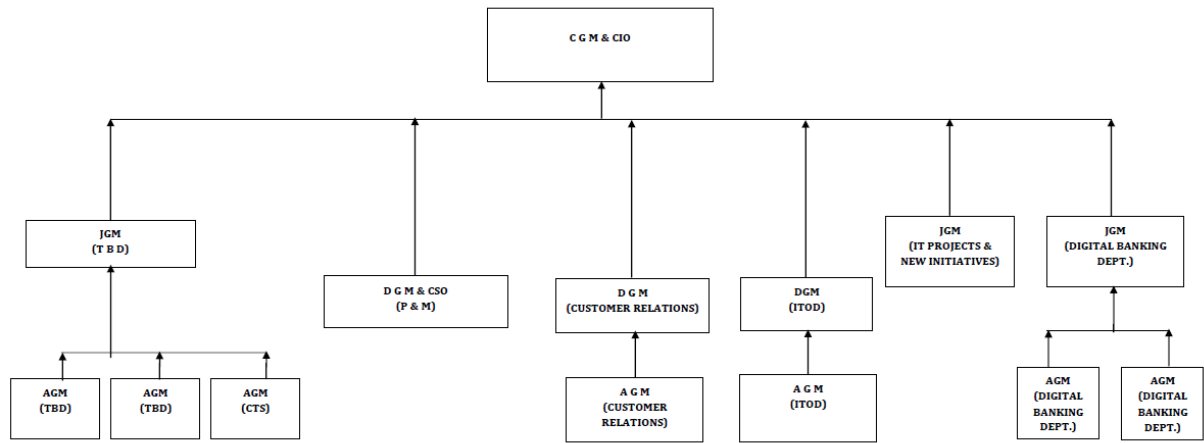 C G M & CIO
JGM
(T B D)
D G M & CSO
(P & M)
D G M
(CUSTOMER RELATIONS)
DGM
(ITOD)
JGM
(IT PROJECTS &
NEW INITIATIVES)
JGM
(DIGITAL BANKING
DEPT.)
AGM
(TBD)
AGM
(TBD)
AGM
(CTS)
A G M
(CUSTOMER
RELATIONS)
A G M
(ITOD)
AGM
(DIGITAL
BANKING
DEPT.)
AGM
(DIGITAL
BANKING
DEPT.)